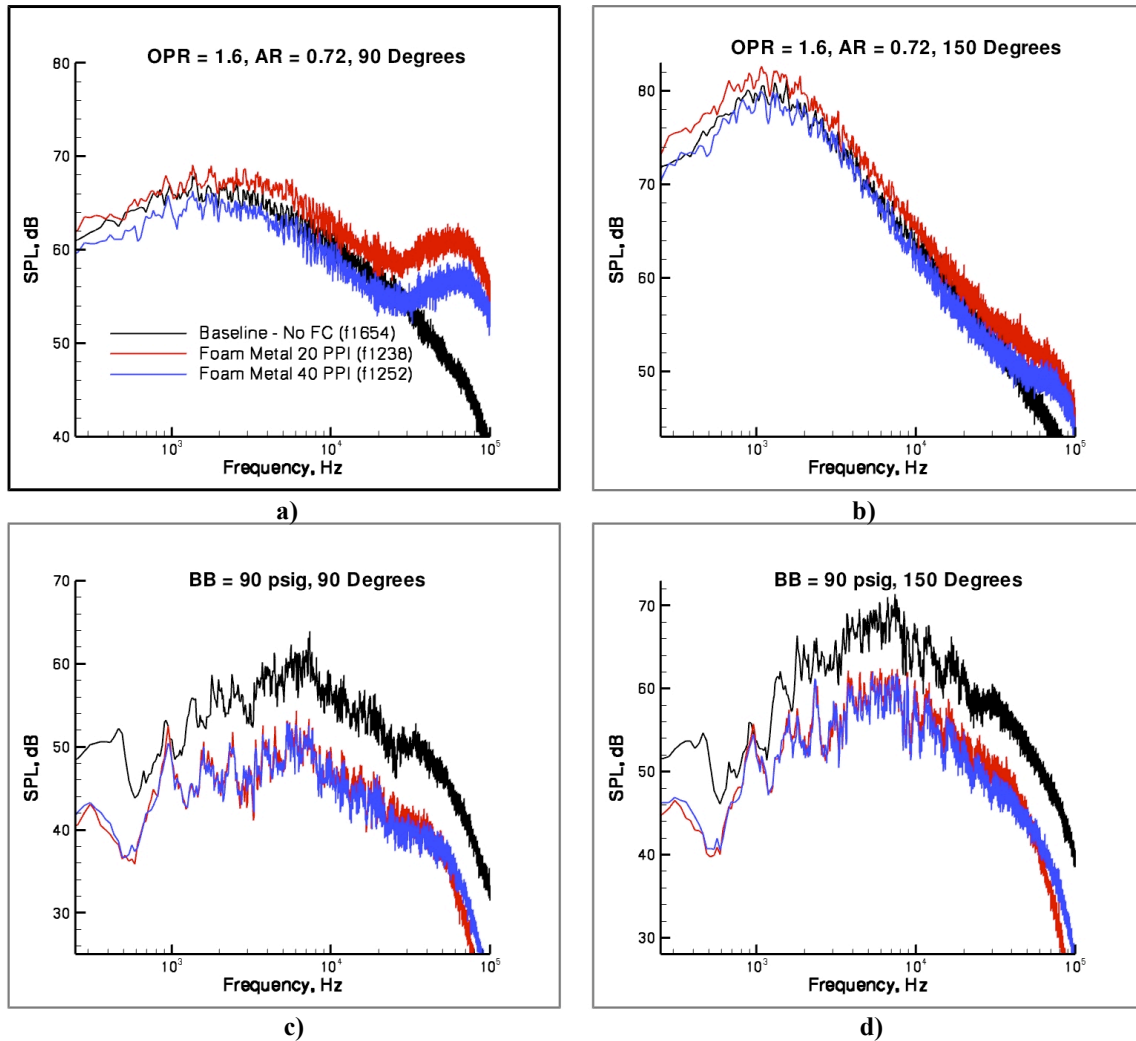 OPR = 1.6, AR = 0.72, 90 Degrees
80
70
60
50
40
SPL, dB
Baseline - No FC (f1654)
Foam Metal 20 PPI (f1238)
Foam Metal 40 PPI (f1252)
10³
10⁴
10⁵
Frequency, Hz
a)
OPR = 1.6, AR = 0.72, 150 Degrees
80
70
60
50
SPL, dB
10³
10⁴
10⁵
Frequency, Hz
b)
BB = 90 psig, 90 Degrees
70
60
50
40
30
SPL, dB
10³
10⁴
10⁵
Frequency, Hz
c)
BB = 90 psig, 150 Degrees
70
60
50
40
30
SPL, dB
10³
10⁴
10⁵
Frequency, Hz
d)